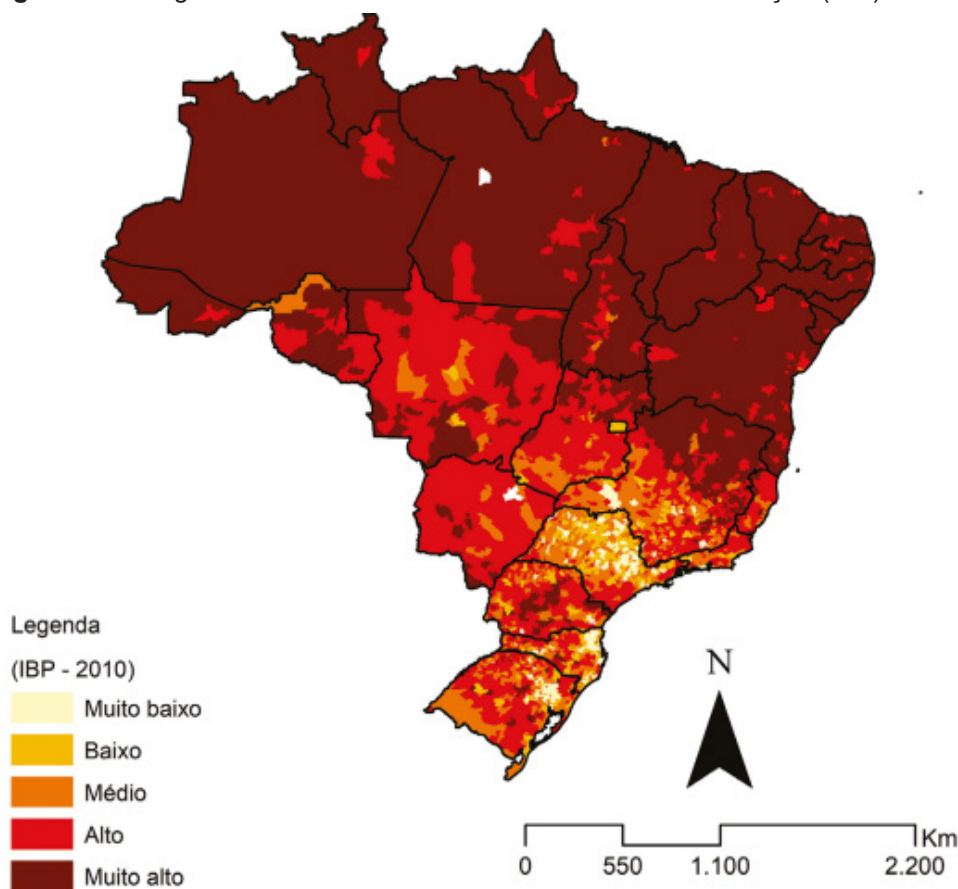 N
Legenda
(IBP - 2010)
Muito baixo
Baixo
Médio
Alto
Muito alto
Km
0 550 1.100 2.200